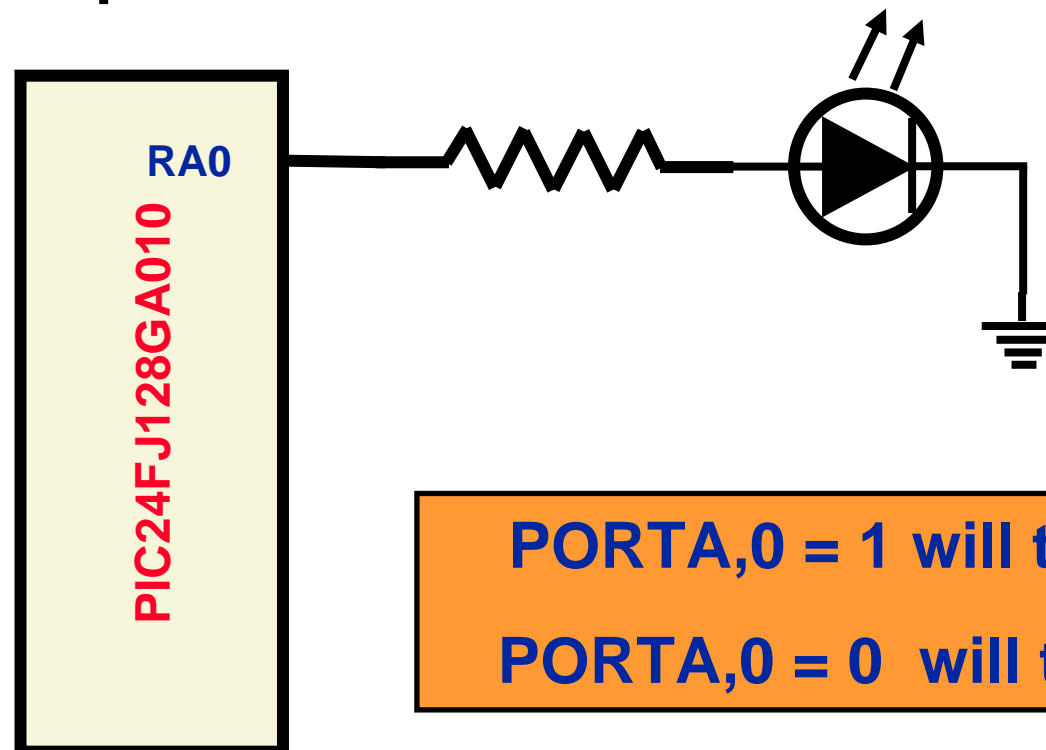 RA0
PIC24FJ128GA010
PORTA,0 = 1 will
PORTA,0 = 0 will